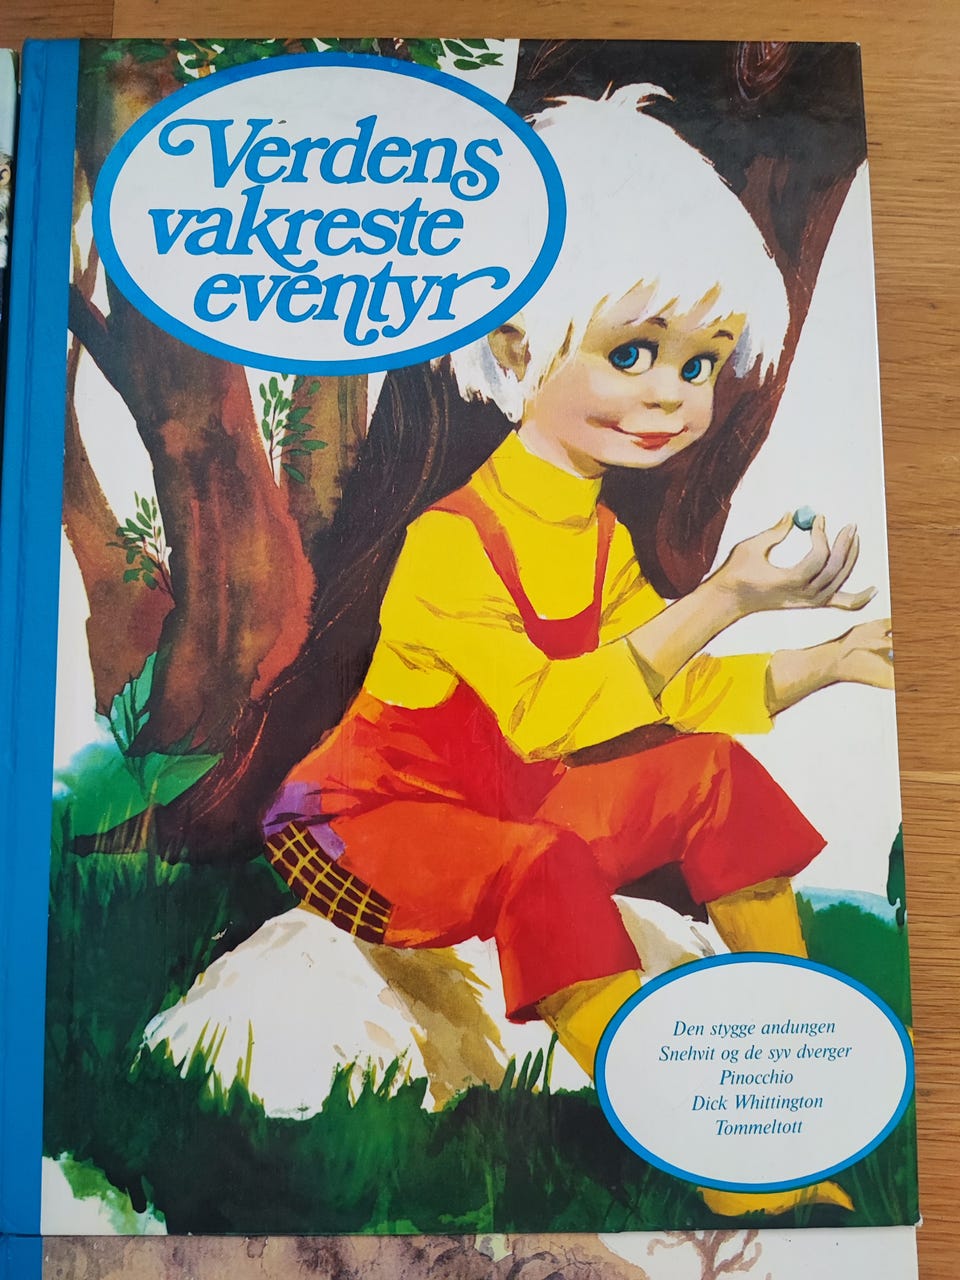 Verdens
vakreste
eventyr
Den stygge andungen
Snehvit og de syv dverger
Pinocchio
Dick Whittington
Tommeltott